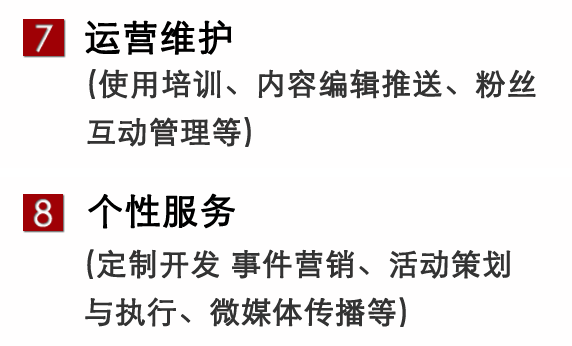 7 运营维护
(使用培训、内容编辑推送、粉丝
互动管理等)
8 个性服务
(定制开发 事件营销、活动策划
与执行、微媒体传播等)